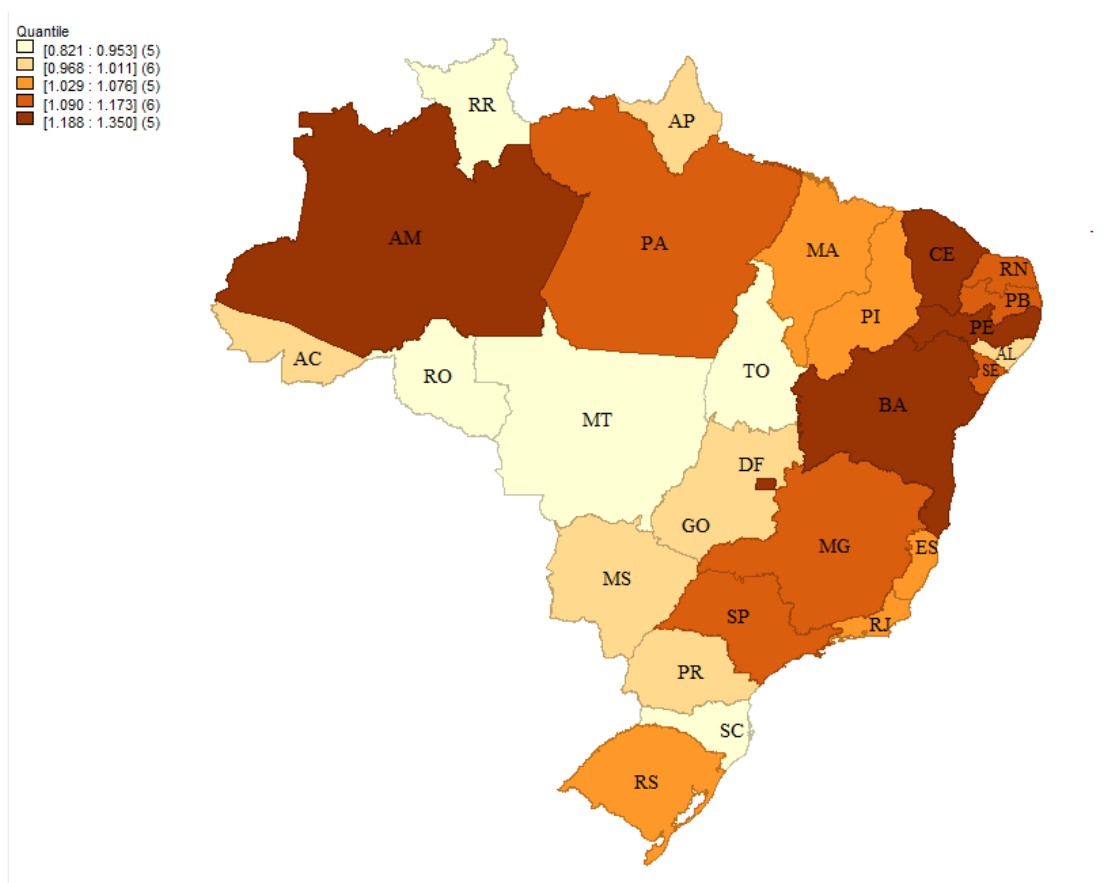 Quantile
[0.821 : 0.953] (5)
[0.968 : 1.011] (6)
[1.029 : 1.076] (5)
[1.090 : 1.173] (6)
[1.188 : 1.350] (5)
RR
AP
AM
PA
MA
CE
RN
PB
PI
PE
AC
AL
RO
TO
SE
MT
BA
DF
GO
MG
ES
MS
SP
RJ
PR
SC
RS